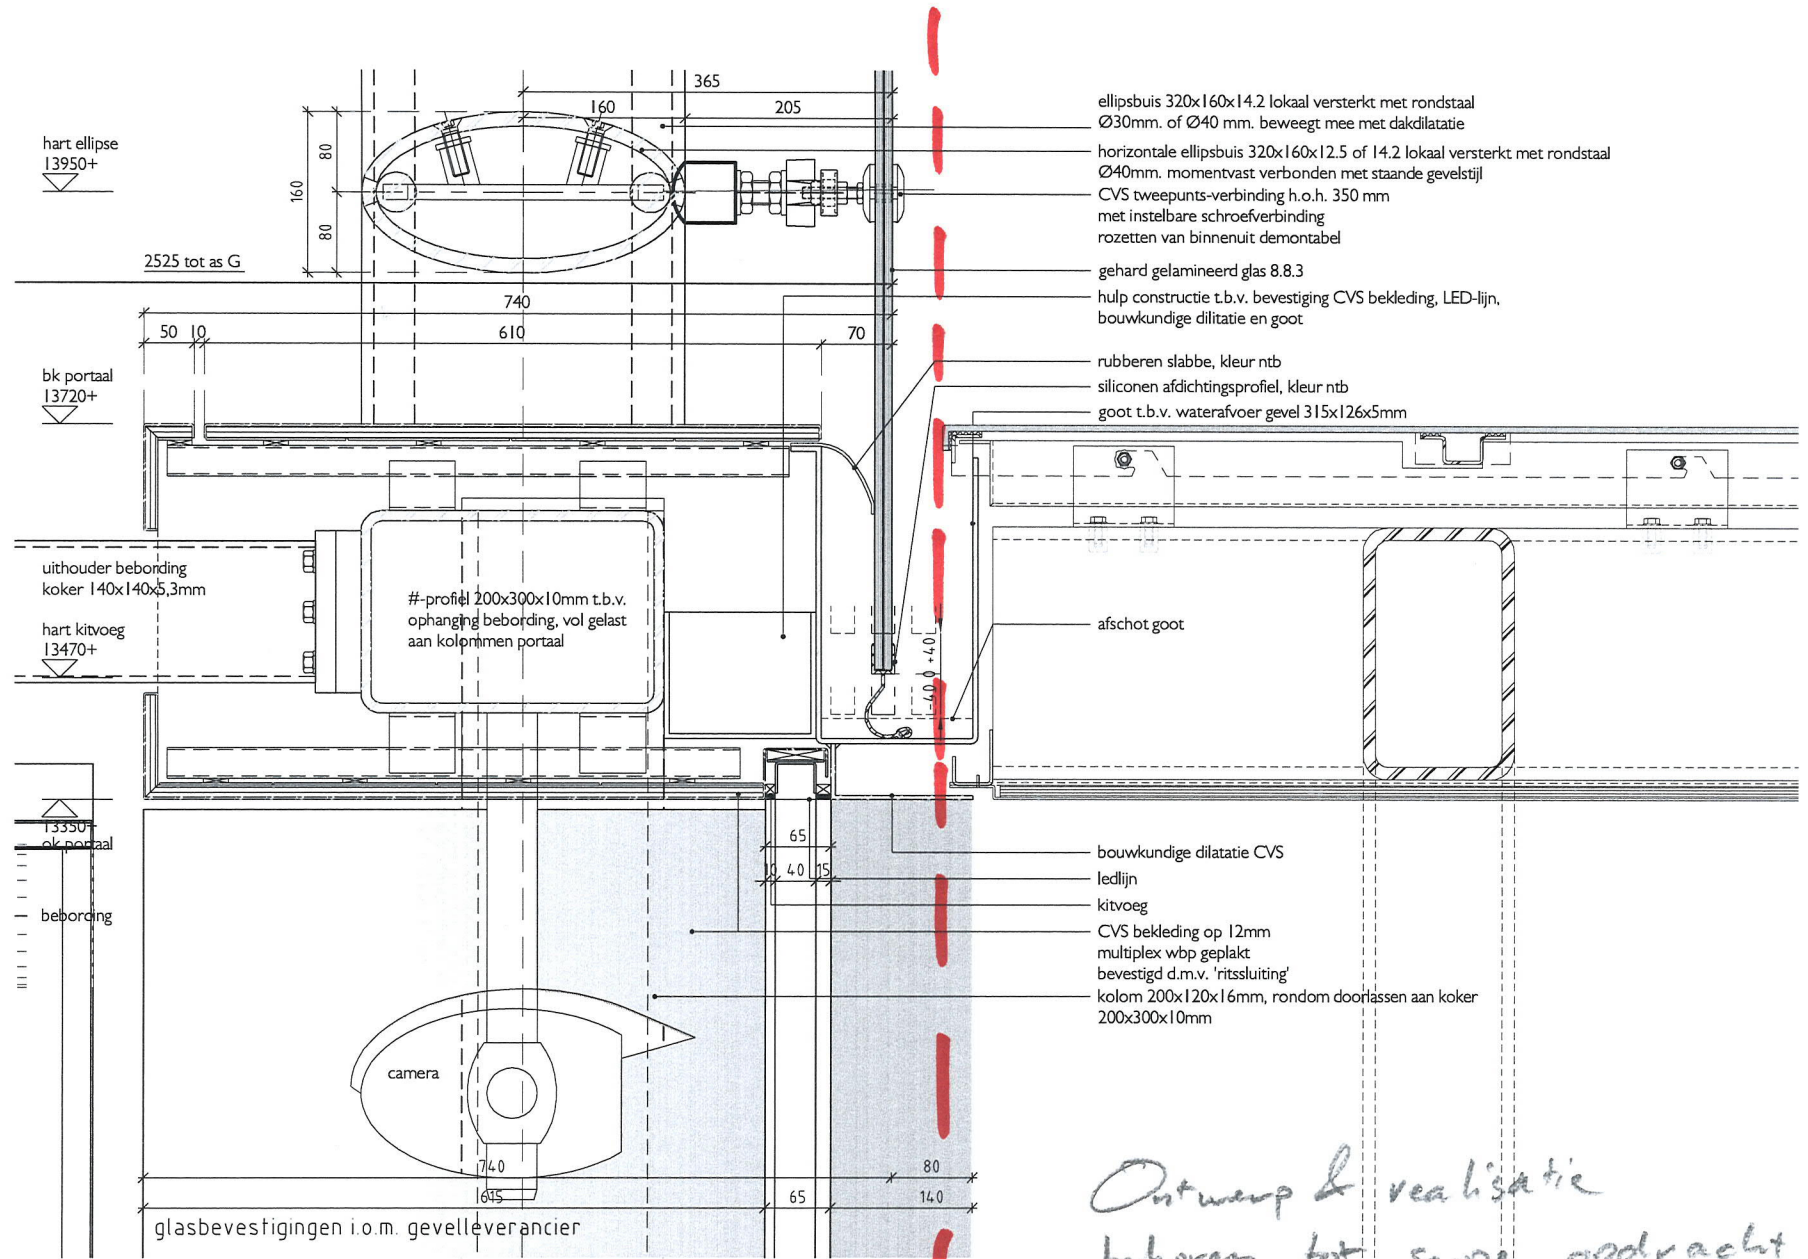 365
160
205
hart ellipse
13950+
80
160
80
2525 tot as G
740
50 10 610 70
bk portaal
13720+
uithouder bebording
koker 140x140x5,3mm
#-profiel 200x300x10mm t.b.v.
ophanging bebording, vol gelast
aan kolommen portaal
hart kitvoeg
13470+
-40 0 +40
13350+
ok portaal
bebording
65
10 40 15
camera
740
80
615
65
140
glasbevestigingen i.o.m. gevelleverancier
ellipsbuis 320x160x14.2 lokaal versterkt met rondstaal
Ø30mm. of Ø40 mm. beweegt mee met dakdilatatie
horizontale ellipsbuis 320x160x12.5 of 14.2 lokaal versterkt met rondstaal
Ø40mm. momentvast verbonden met staande gevelstijl
CVS tweepunts-verbinding h.o.h. 350 mm
met instelbare schroefverbinding
rozetten van binnenuit demontabel
gehard gelamineerd glas 8.8.3
hulp constructie t.b.v. bevestiging CVS bekleding, LED-lijn,
bouwkundige dilitatie en goot
rubberen slabbe, kleur ntb
siliconen afdichtingsprofiel, kleur ntb
goot t.b.v. waterafvoer gevel 315x126x5mm
afschot goot
bouwkundige dilatatie CVS
ledlijn
kitvoeg
CVS bekleding op 12mm
multiplex wbp geplakt
bevestigd d.m.v. 'ritssluiting'
kolom 200x120x16mm, rondom doorlassen aan koker
200x300x10mm
Ontwerp & realisatie
behoren tot scope opdracht